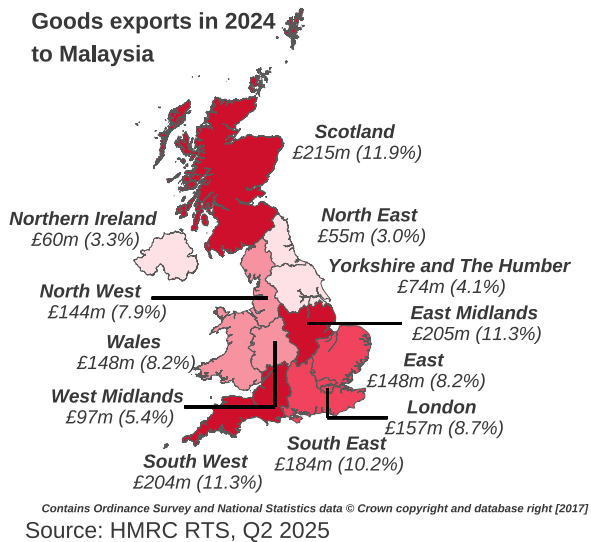 Goods exports in 2024
to Malaysia
Scotland
£215m (11.9%)
Northern Ireland
£60m (3.3%)
North East
£55m (3.0%)
Yorkshire and The Humber
£74m (4.1%)
North West
£144m (7.9%)
East Midlands
£205m (11.3%)
Wales
£148m (8.2%)
East
£148m (8.2%)
West Midlands
£97m (5.4%)
London
£157m (8.7%)
South East
£184m (10.2%)
South West
£204m (11.3%)
Contains Ordinance Survey and National Statistics data © Crown copyright and database right [2017]
Source: HMRC RTS, Q2 2025